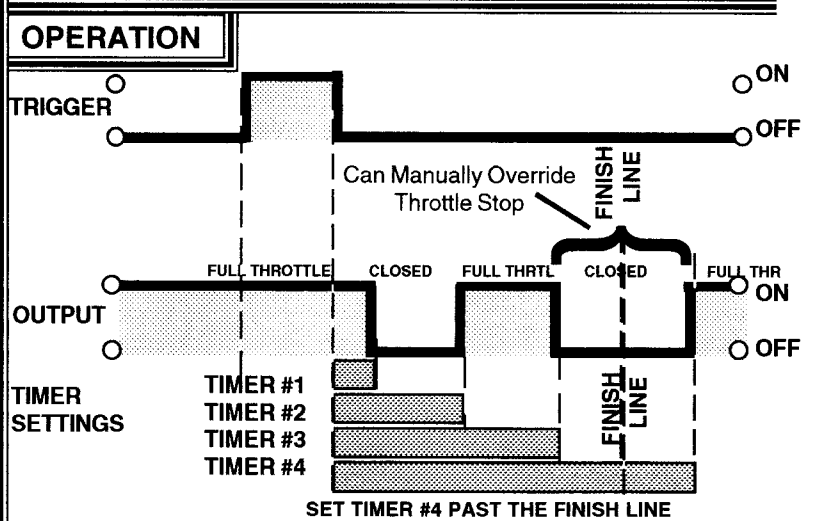 OPERATION
TRIGGER
ON
OFF
Can Manually Override
Throttle Stop
FINISH
LINE
FULL THROTTLE
CLOSED
FULL THRTL
CLOSED
FULL THR
OUTPUT
ON
OFF
TIMER
SETTINGS
TIMER #1
TIMER #2
TIMER #3
TIMER #4
FINISH
LINE
SET TIMER #4 PAST THE FINISH LINE